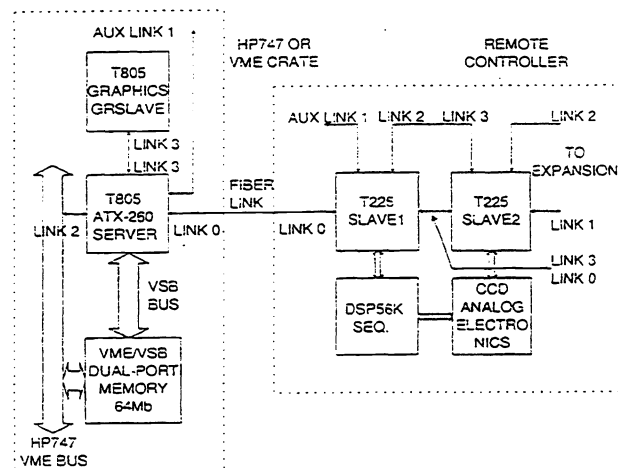 AUX LINK 1
HP747 OR
VME CRATE
REMOTE
CONTROLLER
T805
GRAPHICS
GRSLAVE
LINK 3
LINK 3
AUX LINK 1
LINK 2
LINK 3
LINK 2
TO
EXPANSION
T805
ATX-260
SERVER
LINK 2
LINK 0
FIBER
LINK
LINK 0
T225
SLAVE1
T225
SLAVE2
LINK 1
LINK 3
LINK 0
VSB
BUS
DSP56K
SEQ.
CCD
ANALOG
ELECTRO
NICS
VME/VSB
DUAL-PORT
MEMORY
64Mb
HP747
VME BUS